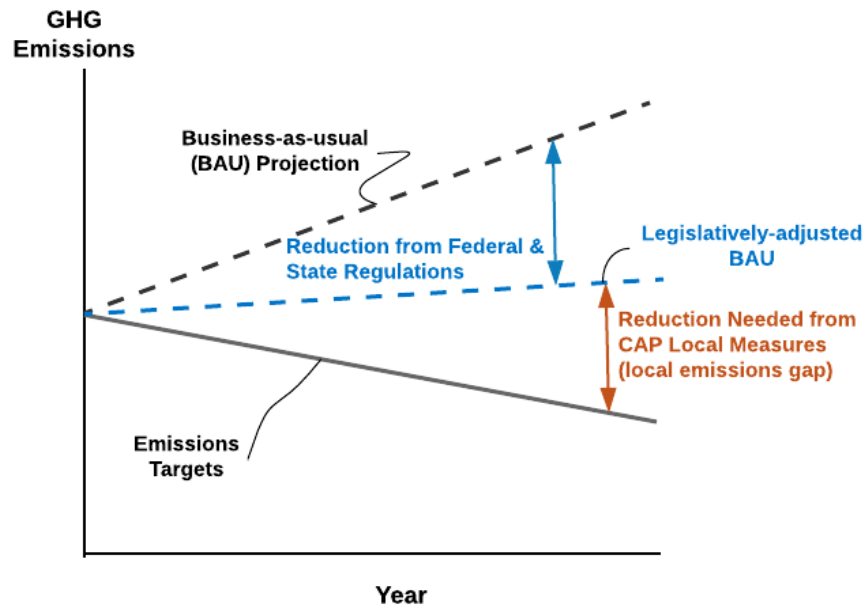 GHG
Emissions
Business-as-usual
(BAU) Projection
Reduction from Federal &
State Regulations
Legislatively-adjusted
BAU
Reduction Needed from
CAP Local Measures
(local emissions gap)
Emissions
Targets
Year